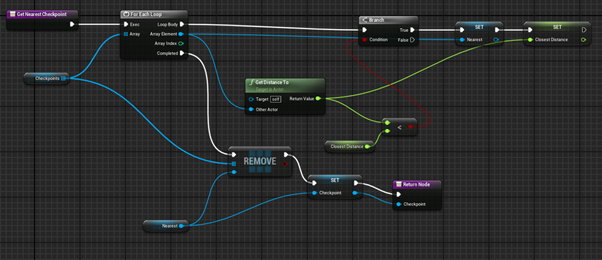 Get Nearest Checkpoint
For Each Loop
Exec
Loop Body
Array
Array Element
Array Index
Completed
Branch
True
Condition
False
SET
Nearest
SET
Closest Distance
Checkpoints
Get Distance To
Target is Actor
Target
self
Return Value
Other Actor
<
Closest Distance
REMOVE
SET
Checkpoint
Return Node
Checkpoint
Nearest